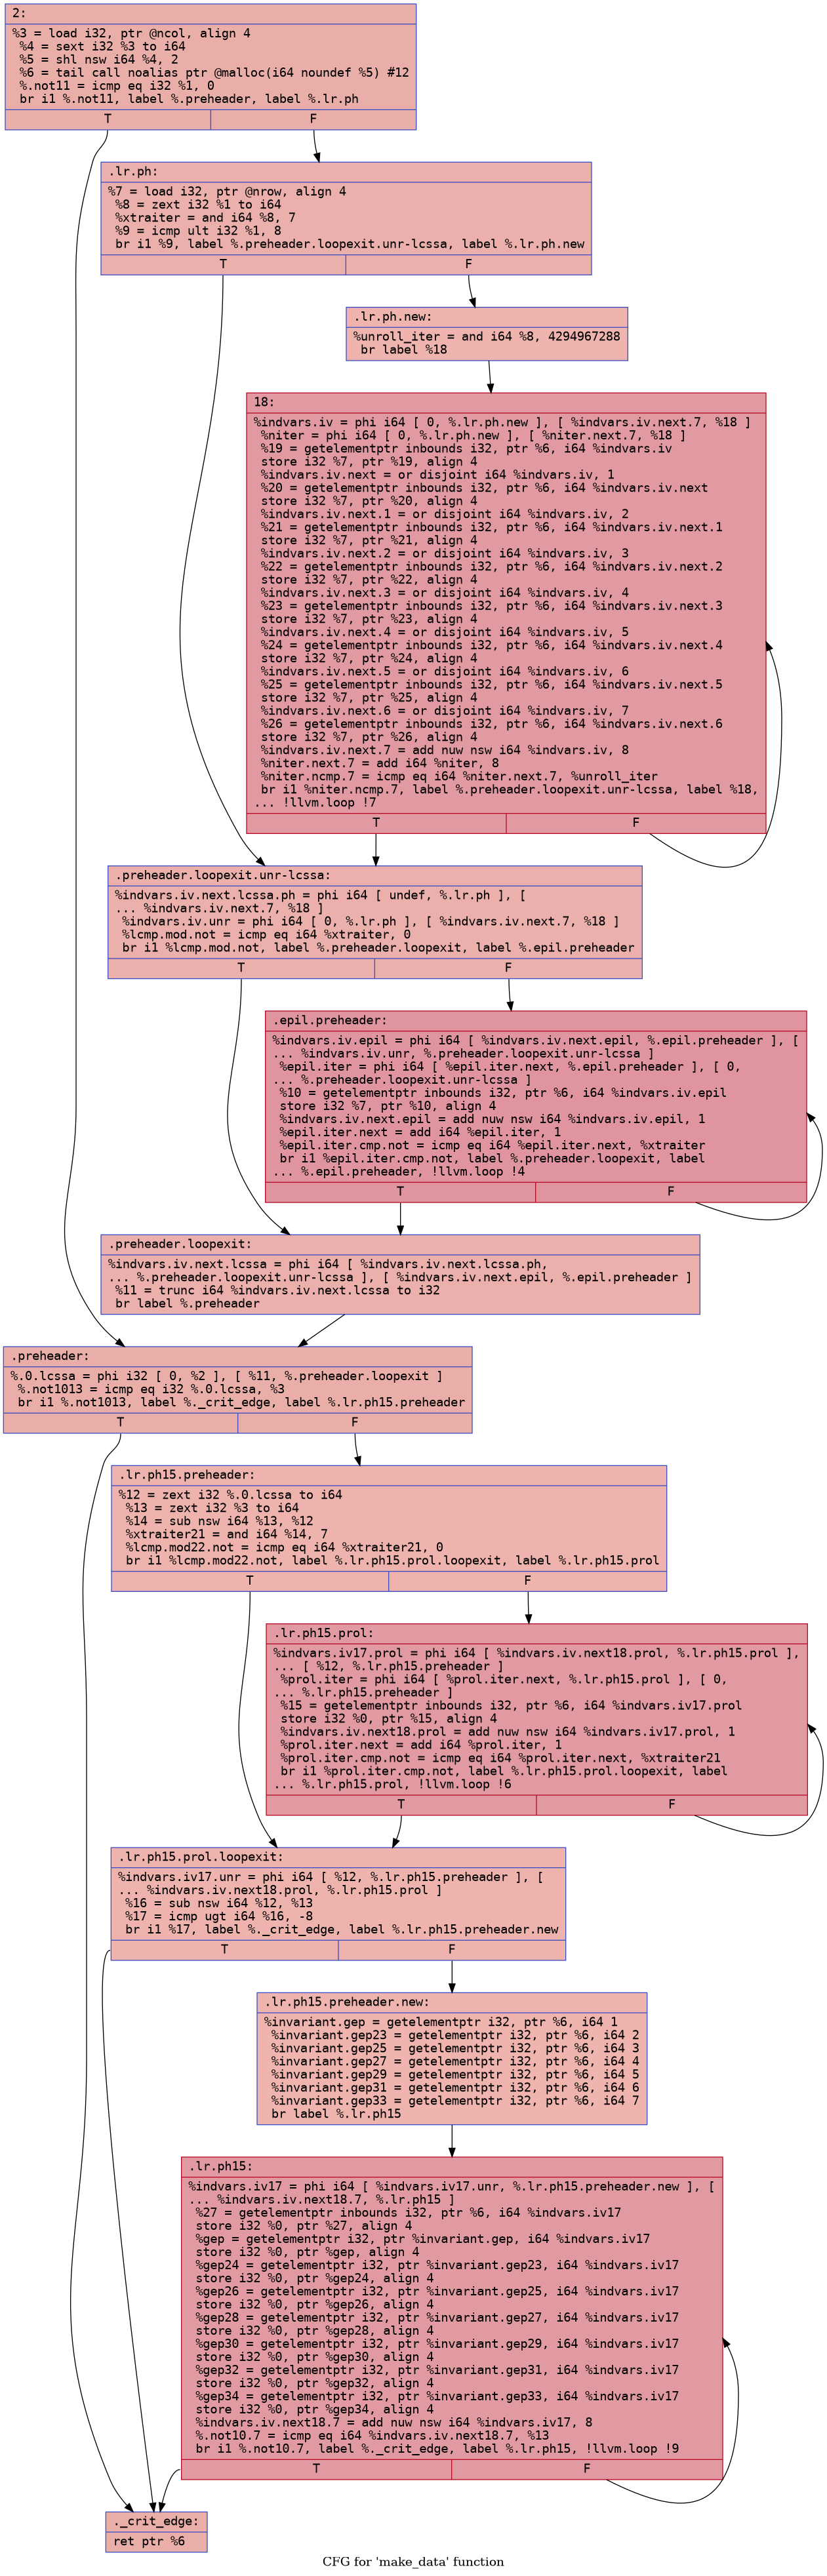 2:
%3 = load i32, ptr @ncol, align 4
%4 = sext i32 %3 to i64
%5 = shl nsw i64 %4, 2
%6 = tail call noalias ptr @malloc(i64 noundef %5) #12
%.not11 = icmp eq i32 %1, 0
br i1 %.not11, label %.preheader, label %.lr.ph
T F
.lr.ph:
%7 = load i32, ptr @nrow, align 4
%8 = zext i32 %1 to i64
%xtraiter = and i64 %8, 7
%9 = icmp ult i32 %1, 8
br i1 %9, label %.preheader.loopexit.unr-lcssa, label %.lr.ph.new
T F
.lr.ph.new:
%unroll_iter = and i64 %8, 4294967288
br label %18
18:
%indvars.iv = phi i64 [ 0, %.lr.ph.new ], [ %indvars.iv.next.7, %18 ]
%niter = phi i64 [ 0, %.lr.ph.new ], [ %niter.next.7, %18 ]
%19 = getelementptr inbounds i32, ptr %6, i64 %indvars.iv
store i32 %7, ptr %19, align 4
%indvars.iv.next = or disjoint i64 %indvars.iv, 1
%20 = getelementptr inbounds i32, ptr %6, i64 %indvars.iv.next
store i32 %7, ptr %20, align 4
%indvars.iv.next.1 = or disjoint i64 %indvars.iv, 2
%21 = getelementptr inbounds i32, ptr %6, i64 %indvars.iv.next.1
store i32 %7, ptr %21, align 4
%indvars.iv.next.2 = or disjoint i64 %indvars.iv, 3
%22 = getelementptr inbounds i32, ptr %6, i64 %indvars.iv.next.2
store i32 %7, ptr %22, align 4
%indvars.iv.next.3 = or disjoint i64 %indvars.iv, 4
%23 = getelementptr inbounds i32, ptr %6, i64 %indvars.iv.next.3
store i32 %7, ptr %23, align 4
%indvars.iv.next.4 = or disjoint i64 %indvars.iv, 5
%24 = getelementptr inbounds i32, ptr %6, i64 %indvars.iv.next.4
store i32 %7, ptr %24, align 4
%indvars.iv.next.5 = or disjoint i64 %indvars.iv, 6
%25 = getelementptr inbounds i32, ptr %6, i64 %indvars.iv.next.5
store i32 %7, ptr %25, align 4
%indvars.iv.next.6 = or disjoint i64 %indvars.iv, 7
%26 = getelementptr inbounds i32, ptr %6, i64 %indvars.iv.next.6
store i32 %7, ptr %26, align 4
%indvars.iv.next.7 = add nuw nsw i64 %indvars.iv, 8
%niter.next.7 = add i64 %niter, 8
%niter.ncmp.7 = icmp eq i64 %niter.next.7, %unroll_iter
br i1 %niter.ncmp.7, label %.preheader.loopexit.unr-lcssa, label %18,
... !llvm.loop !7
T F
.preheader.loopexit.unr-lcssa:
%indvars.iv.next.lcssa.ph = phi i64 [ undef, %.lr.ph ], [
... %indvars.iv.next.7, %18 ]
%indvars.iv.unr = phi i64 [ 0, %.lr.ph ], [ %indvars.iv.next.7, %18 ]
%lcmp.mod.not = icmp eq i64 %xtraiter, 0
br i1 %lcmp.mod.not, label %.preheader.loopexit, label %.epil.preheader
T F
.epil.preheader:
%indvars.iv.epil = phi i64 [ %indvars.iv.next.epil, %.epil.preheader ], [
... %indvars.iv.unr, %.preheader.loopexit.unr-lcssa ]
%epil.iter = phi i64 [ %epil.iter.next, %.epil.preheader ], [ 0,
... %.preheader.loopexit.unr-lcssa ]
%10 = getelementptr inbounds i32, ptr %6, i64 %indvars.iv.epil
store i32 %7, ptr %10, align 4
%indvars.iv.next.epil = add nuw nsw i64 %indvars.iv.epil, 1
%epil.iter.next = add i64 %epil.iter, 1
%epil.iter.cmp.not = icmp eq i64 %epil.iter.next, %xtraiter
br i1 %epil.iter.cmp.not, label %.preheader.loopexit, label
... %.epil.preheader, !llvm.loop !4
T F
.preheader.loopexit:
%indvars.iv.next.lcssa = phi i64 [ %indvars.iv.next.lcssa.ph,
... %.preheader.loopexit.unr-lcssa ], [ %indvars.iv.next.epil, %.epil.preheader ]
%11 = trunc i64 %indvars.iv.next.lcssa to i32
br label %.preheader
.preheader:
%.0.lcssa = phi i32 [ 0, %2 ], [ %11, %.preheader.loopexit ]
%.not1013 = icmp eq i32 %.0.lcssa, %3
br i1 %.not1013, label %._crit_edge, label %.lr.ph15.preheader
T F
.lr.ph15.preheader:
%12 = zext i32 %.0.lcssa to i64
%13 = zext i32 %3 to i64
%14 = sub nsw i64 %13, %12
%xtraiter21 = and i64 %14, 7
%lcmp.mod22.not = icmp eq i64 %xtraiter21, 0
br i1 %lcmp.mod22.not, label %.lr.ph15.prol.loopexit, label %.lr.ph15.prol
T F
.lr.ph15.prol:
%indvars.iv17.prol = phi i64 [ %indvars.iv.next18.prol, %.lr.ph15.prol ],
... [ %12, %.lr.ph15.preheader ]
%prol.iter = phi i64 [ %prol.iter.next, %.lr.ph15.prol ], [ 0,
... %.lr.ph15.preheader ]
%15 = getelementptr inbounds i32, ptr %6, i64 %indvars.iv17.prol
store i32 %0, ptr %15, align 4
%indvars.iv.next18.prol = add nuw nsw i64 %indvars.iv17.prol, 1
%prol.iter.next = add i64 %prol.iter, 1
%prol.iter.cmp.not = icmp eq i64 %prol.iter.next, %xtraiter21
br i1 %prol.iter.cmp.not, label %.lr.ph15.prol.loopexit, label
... %.lr.ph15.prol, !llvm.loop !6
T F
.lr.ph15.prol.loopexit:
%indvars.iv17.unr = phi i64 [ %12, %.lr.ph15.preheader ], [
... %indvars.iv.next18.prol, %.lr.ph15.prol ]
%16 = sub nsw i64 %12, %13
%17 = icmp ugt i64 %16, -8
br i1 %17, label %._crit_edge, label %.lr.ph15.preheader.new
T F
.lr.ph15.preheader.new:
%invariant.gep = getelementptr i32, ptr %6, i64 1
%invariant.gep23 = getelementptr i32, ptr %6, i64 2
%invariant.gep25 = getelementptr i32, ptr %6, i64 3
%invariant.gep27 = getelementptr i32, ptr %6, i64 4
%invariant.gep29 = getelementptr i32, ptr %6, i64 5
%invariant.gep31 = getelementptr i32, ptr %6, i64 6
%invariant.gep33 = getelementptr i32, ptr %6, i64 7
br label %.lr.ph15
.lr.ph15:
%indvars.iv17 = phi i64 [ %indvars.iv17.unr, %.lr.ph15.preheader.new ], [
... %indvars.iv.next18.7, %.lr.ph15 ]
%27 = getelementptr inbounds i32, ptr %6, i64 %indvars.iv17
store i32 %0, ptr %27, align 4
%gep = getelementptr i32, ptr %invariant.gep, i64 %indvars.iv17
store i32 %0, ptr %gep, align 4
%gep24 = getelementptr i32, ptr %invariant.gep23, i64 %indvars.iv17
store i32 %0, ptr %gep24, align 4
%gep26 = getelementptr i32, ptr %invariant.gep25, i64 %indvars.iv17
store i32 %0, ptr %gep26, align 4
%gep28 = getelementptr i32, ptr %invariant.gep27, i64 %indvars.iv17
store i32 %0, ptr %gep28, align 4
%gep30 = getelementptr i32, ptr %invariant.gep29, i64 %indvars.iv17
store i32 %0, ptr %gep30, align 4
%gep32 = getelementptr i32, ptr %invariant.gep31, i64 %indvars.iv17
store i32 %0, ptr %gep32, align 4
%gep34 = getelementptr i32, ptr %invariant.gep33, i64 %indvars.iv17
store i32 %0, ptr %gep34, align 4
%indvars.iv.next18.7 = add nuw nsw i64 %indvars.iv17, 8
%.not10.7 = icmp eq i64 %indvars.iv.next18.7, %13
br i1 %.not10.7, label %._crit_edge, label %.lr.ph15, !llvm.loop !9
T F
._crit_edge:
ret ptr %6
CFG for 'make_data' function